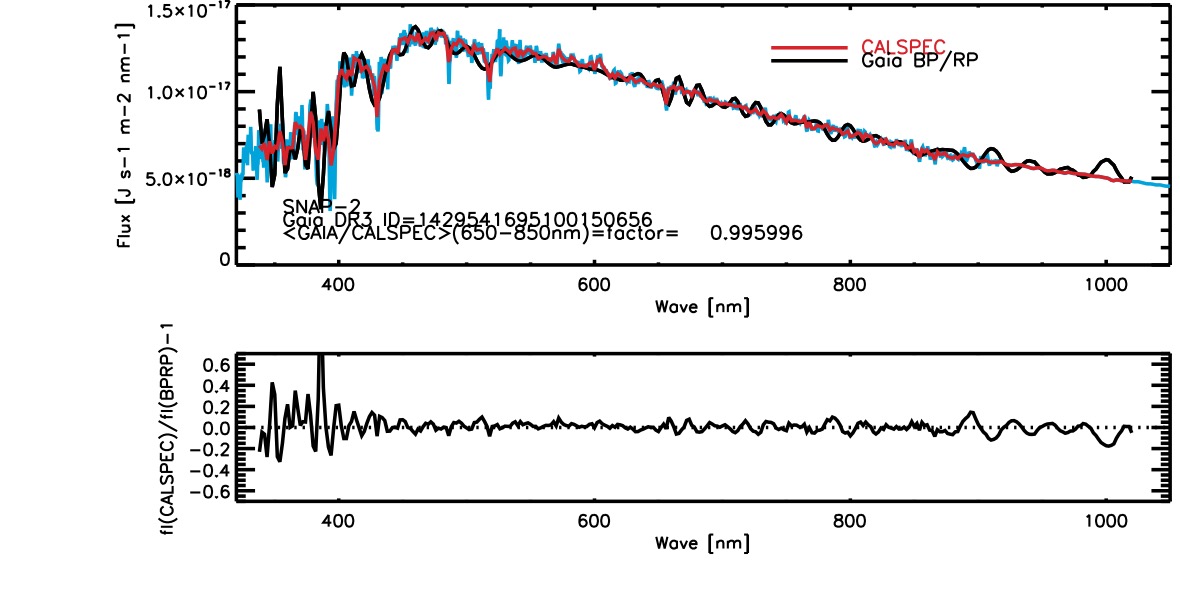 1.5×10−17
1.0×10−17
5.0×10−18
0
Flux [J s−1 m−2 nm−1]
CALSPEC
Gaia BP/RP
SNAP−2
Gaia DR3 ID=1429541695100150656
<GAIA/CALSPEC>(650−850nm)=factor= 0.995996
400 600 800 1000
Wave [nm]
fl(CALSPEC)/fl(BPRP)−1
0.6
0.4
0.2
0.0
−0.2
−0.4
−0.6
400 600 800 1000
Wave [nm]